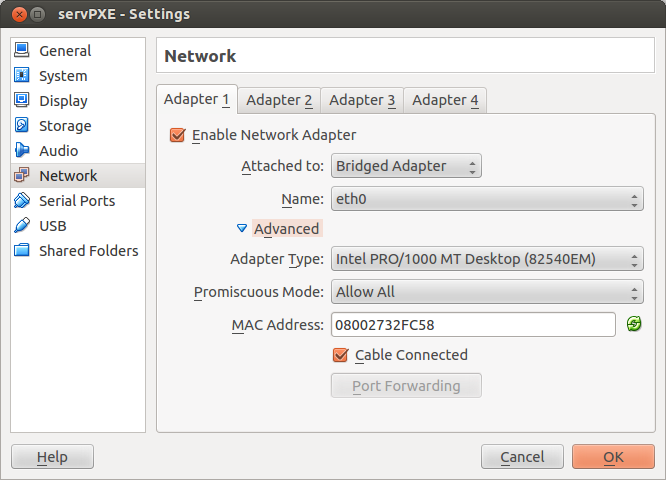 servPXE - Settings
General
System
Display
Storage
Audio
Network
Serial Ports
USB
Shared Folders
Network
Adapter 1 Adapter 2 Adapter 3 Adapter 4
Enable Network Adapter
Attached to: Bridged Adapter
Name: eth0
Advanced
Adapter Type: Intel PRO/1000 MT Desktop (82540EM)
Promiscuous Mode: Allow All
MAC Address: 08002732FC58
Cable Connected
Port Forwarding
Help Cancel OK